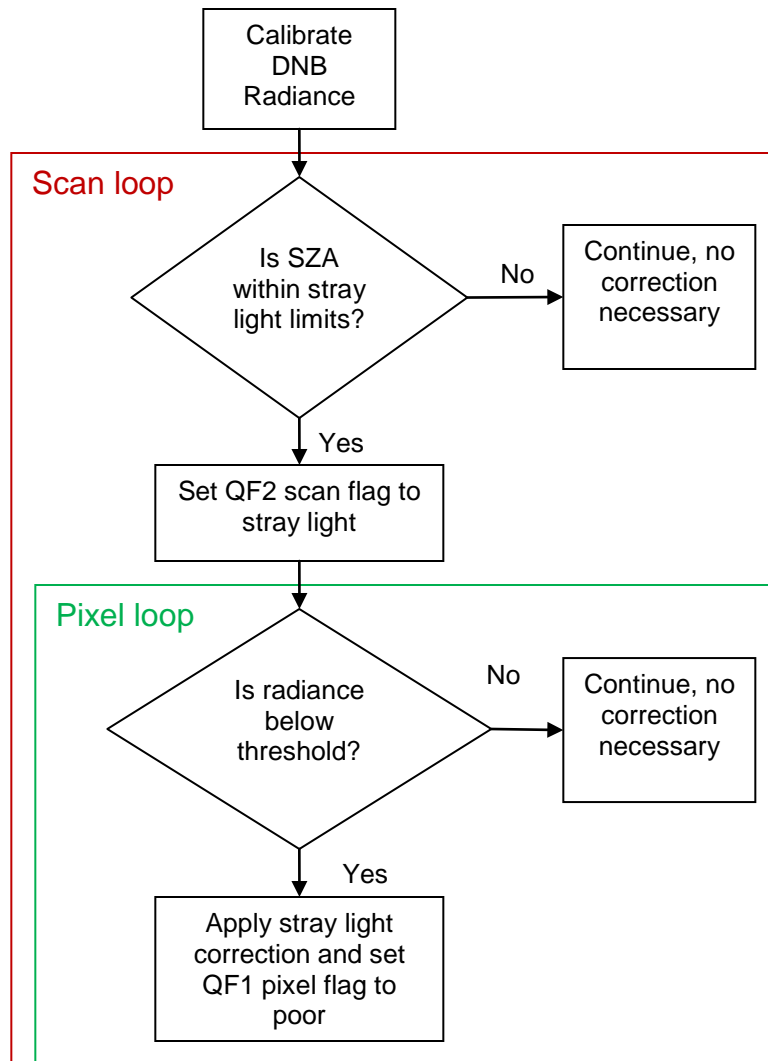 Calibrate
DNB
Radiance
Scan loop
Is SZA
within stray
light limits?
No
Continue, no
correction
necessary
Yes
Set QF2 scan flag to
stray light
Pixel loop
Is radiance
below
threshold?
No
Continue, no
correction
necessary
Yes
Apply stray light
correction and set
QF1 pixel flag to
poor